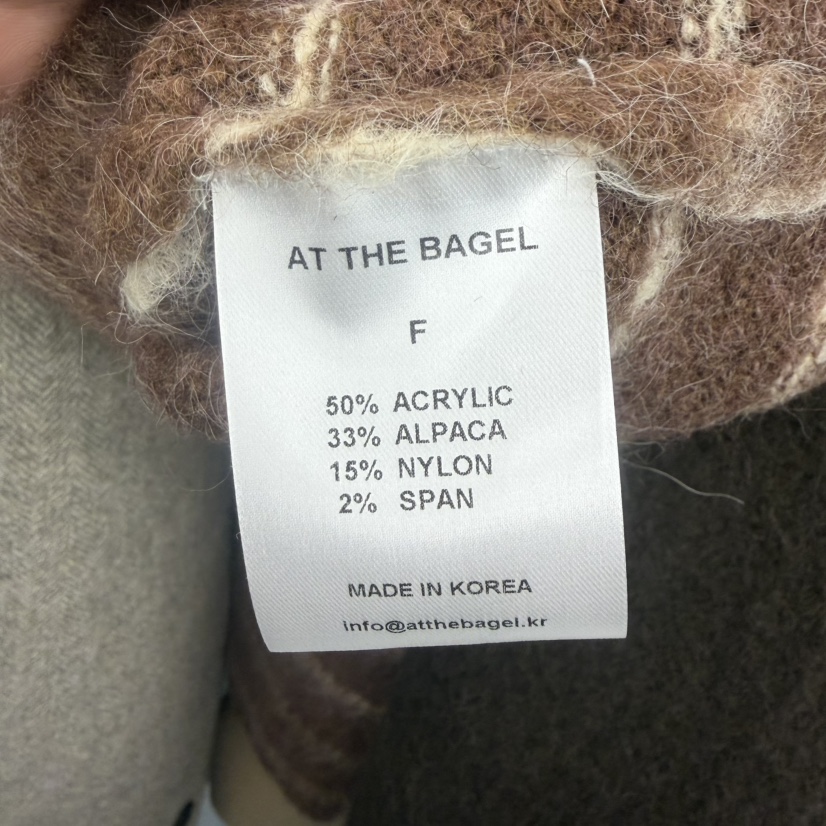 AT THE BAGEL
F
50% ACRYLIC
33% ALPACA
15% NYLON
2% SPAN
MADE IN KOREA
info@atthebagel.kr